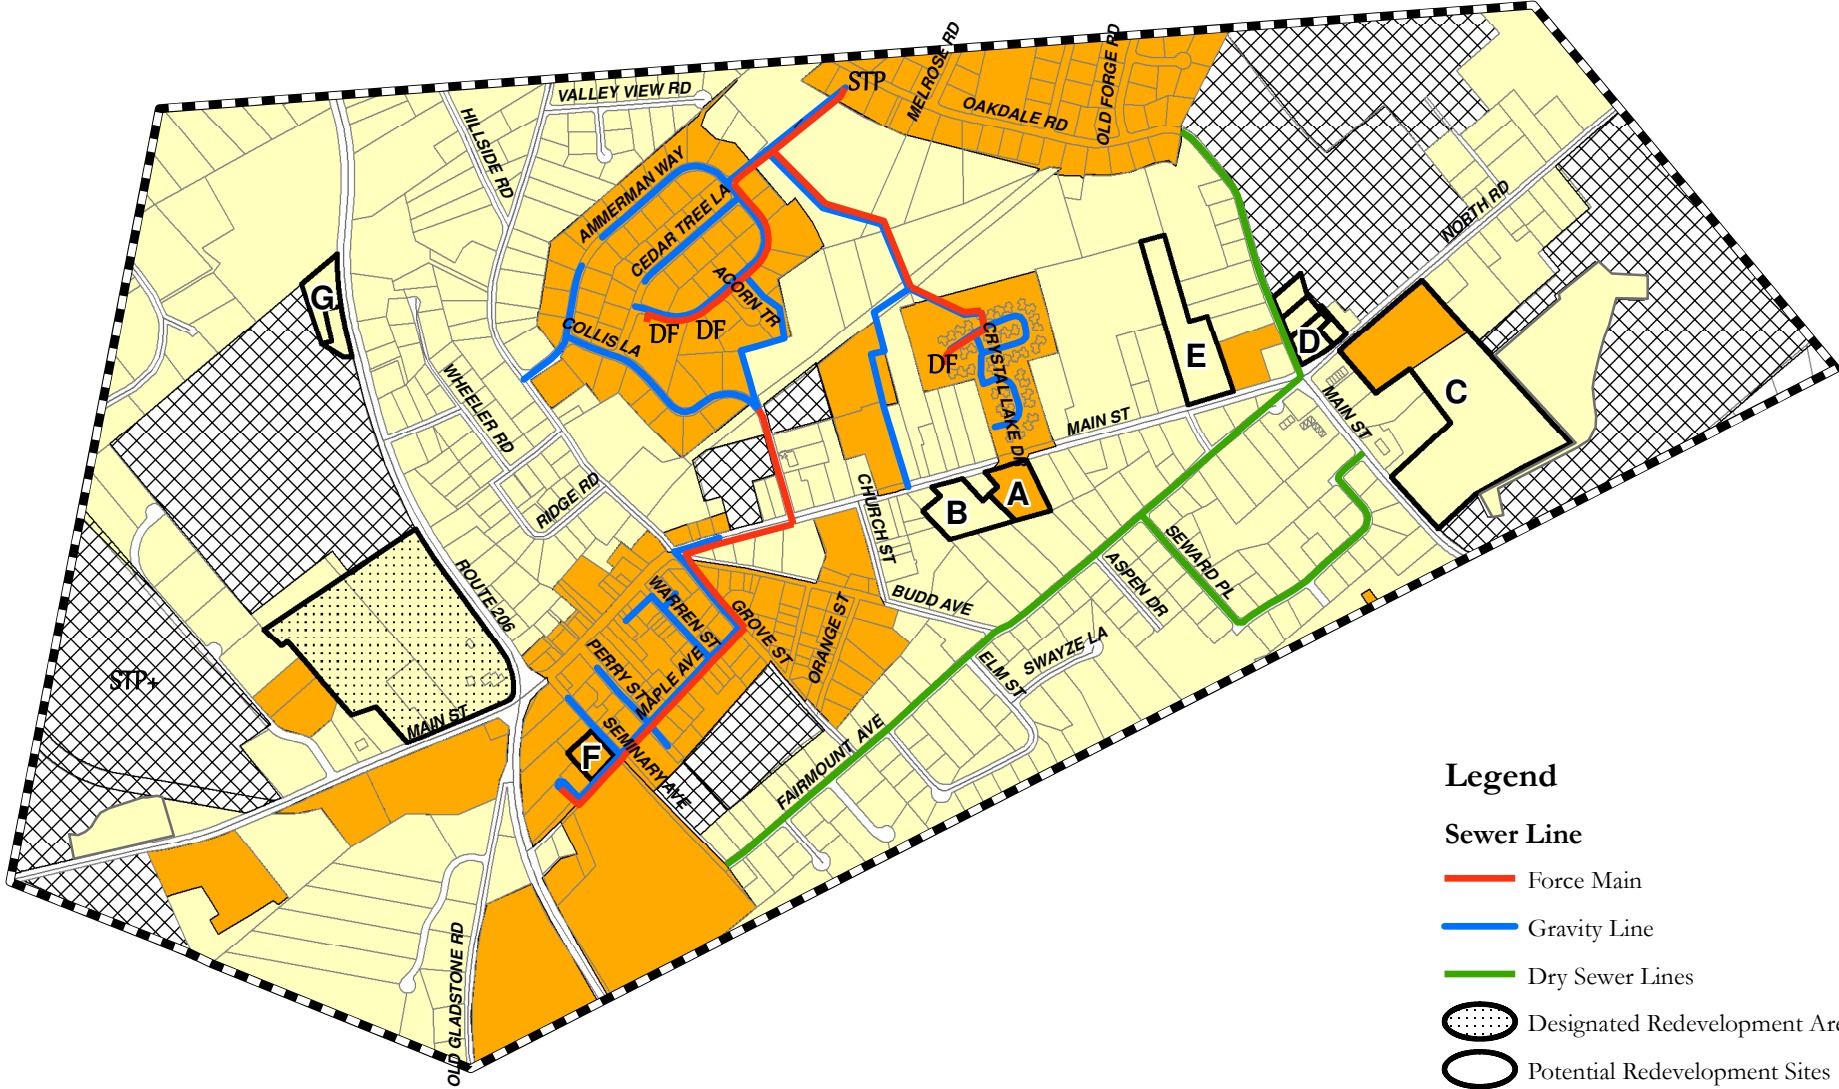 MELROSE RD
OLD FORGE RD
STP
VALLEY VIEW RD
OAKDALE RD
HILLSIDE RD
AMMERMAN WAY
CEDAR TREE LA
NORTH RD
ACORN TR
G
COLLIS LA
DF
DF
DF
CRYSTAL LAKE DR
E
D
C
WHEELER RD
MAIN ST
MAIN ST
RIDGE RD
CHURCH ST
B
A
ROUTE 206
WARREN ST
GROVE ST
ORANGE ST
BUDD AVE
ASPEN DR
SEWARD PL
PERRY ST
MAPLE AVE
ELM ST
SWAYZE LA
STP+
MAIN ST
SEMINARY AVE
F
FAIRMOUNT AVE
OLD GLADSTONE RD
Legend
Sewer Line
Force Main
Gravity Line
Dry Sewer Lines
Designated Redevelopment Are
Potential Redevelopment Sites